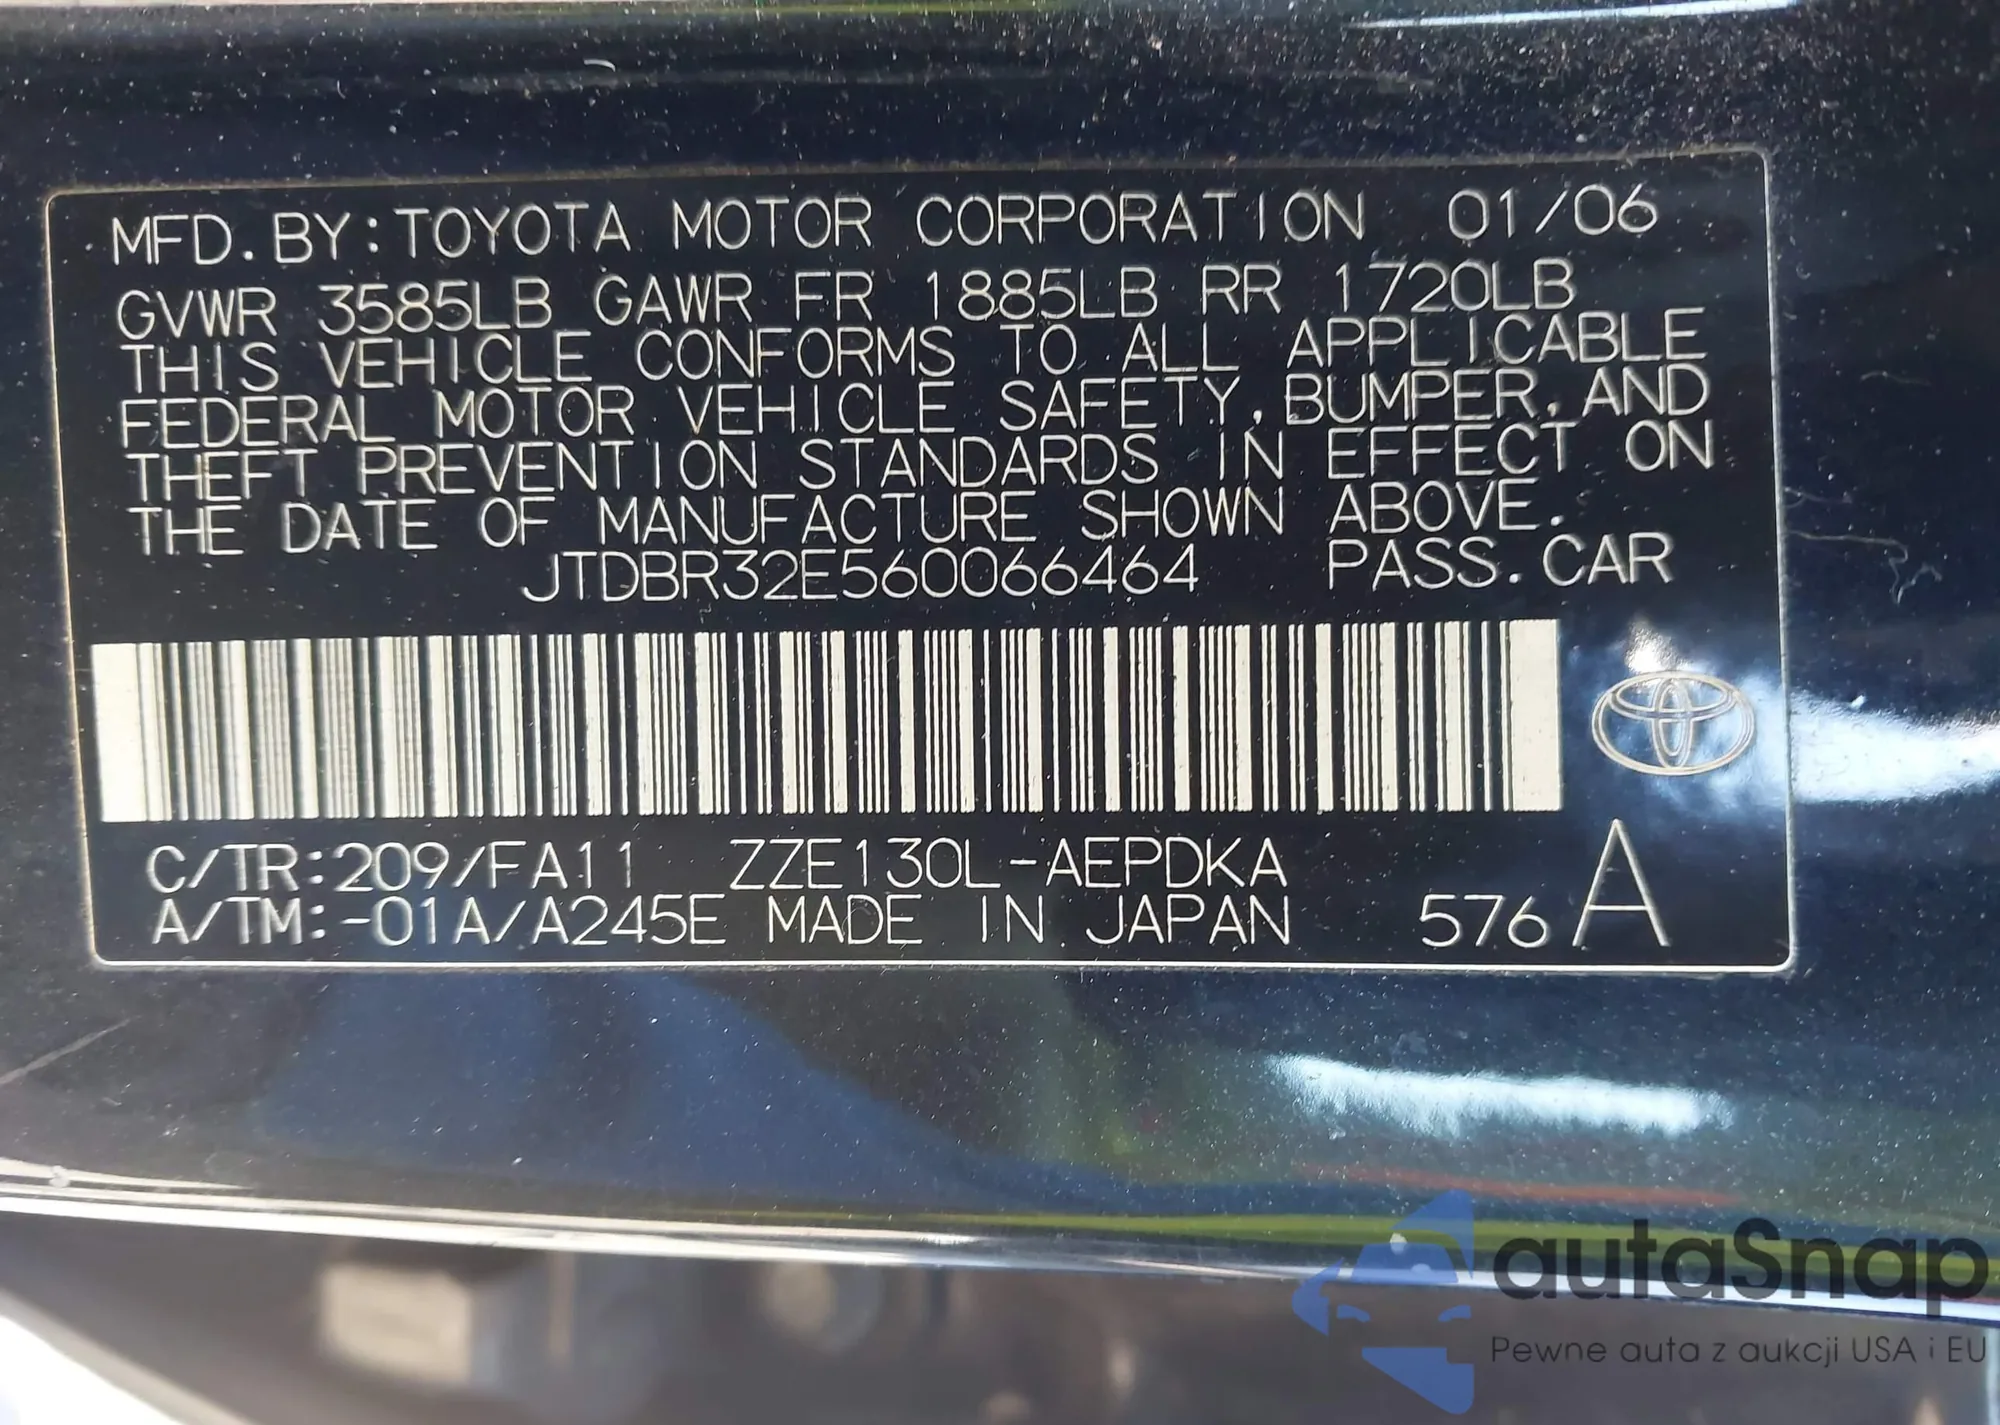 MFD. BY: TOYOTA MOTOR CORPORATION 01/06
GVWR 3585LB GAWR FR 1885LB RR 1720LB
THIS VEHICLE CONFORMS TO ALL APPLICABLE
FEDERAL MOTOR VEHICLE SAFETY, BUMPER, AND
THEFT PREVENTION STANDARDS IN EFFECT ON
THE DATE OF MANUFACTURE SHOWN ABOVE.
JTDBR32E560066464 PASS. CAR
C/TR: 209/FA11 ZZE130L-AEPDKA
A/TM: -01A/A245E MADE IN JAPAN 576 A
autaSnap
Pewne auta z aukcji USA i EU